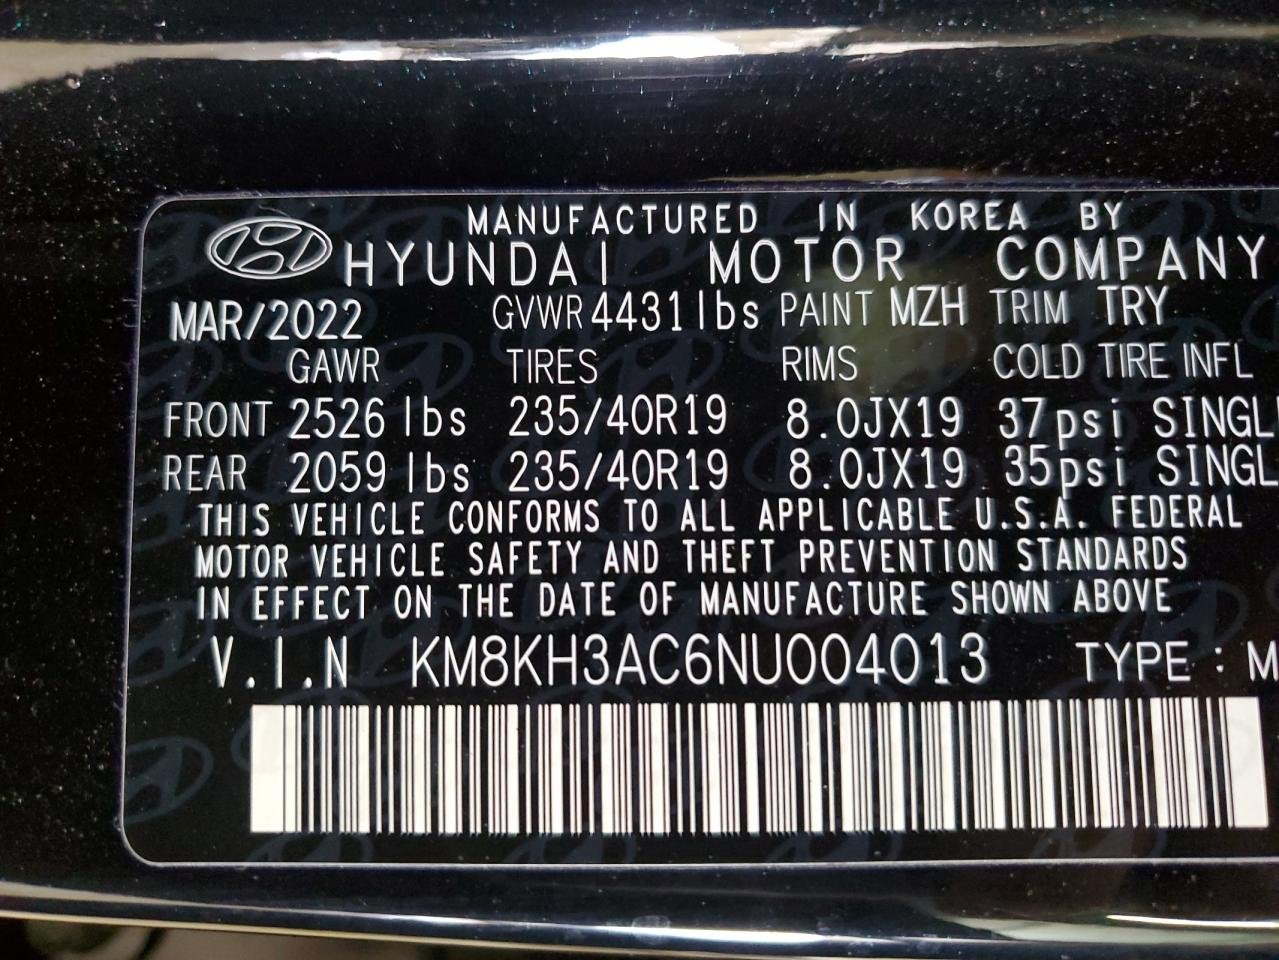 MANUFACTURED IN KOREA BY
HYUNDAI MOTOR COMPANY
MAR/2022 GVWR 4431 lbs PAINT MZH TRIM TRY
GAWR TIRES RIMS COLD TIRE INFL
FRONT 2526 lbs 235/40R19 8.0JX19 37psi SINGL
REAR 2059 lbs 235/40R19 8.0JX19 35psi SINGL
THIS VEHICLE CONFORMS TO ALL APPLICABLE U.S.A. FEDERAL
MOTOR VEHICLE SAFETY AND THEFT PREVENTION STANDARDS
IN EFFECT ON THE DATE OF MANUFACTURE SHOWN ABOVE
V.I.N KM8KH3AC6NU004013 TYPE : M